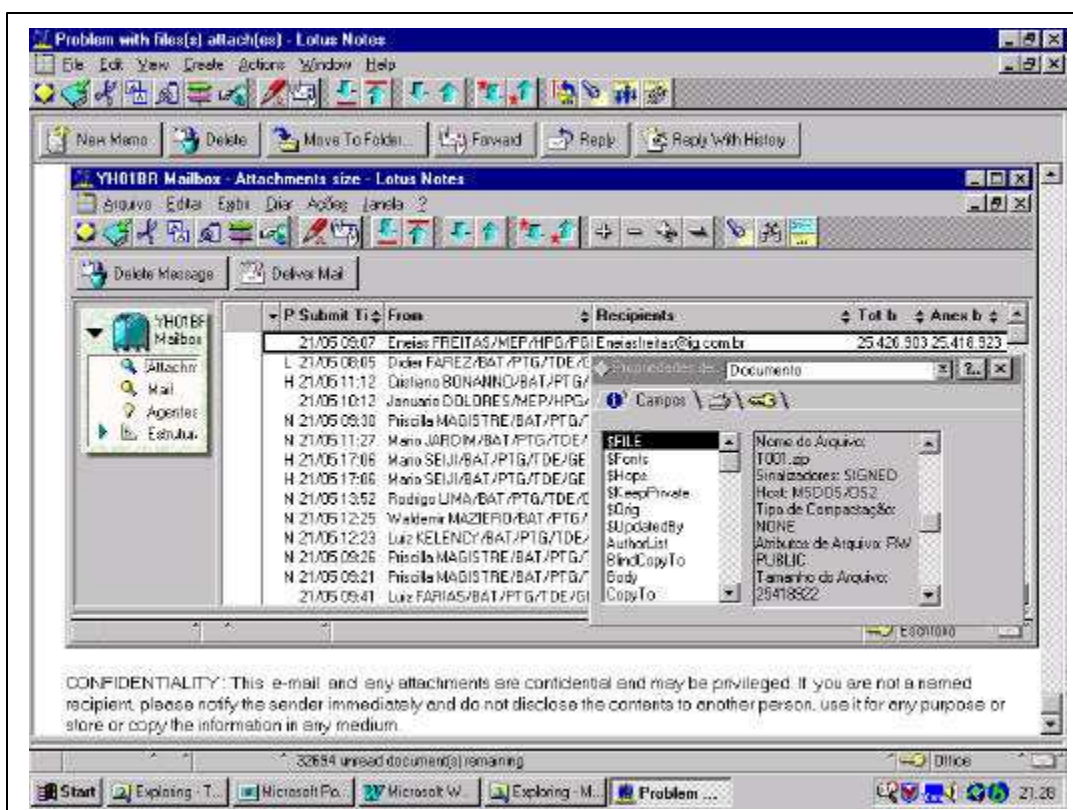 Problem with files(s) attach(es) - Lotus Notes
File Edit View Create Actions Window Help
New Memo Delete Move To Folder... Forward Reply Reply With History
YH01BR Mailbox - Attachments size - Lotus Notes
Arquivo Editar Exibir Criar Ações Janela ?
Delete Message Deliver Mail
YH01BR
Mailbox
Attachm
Mail
Agentes
Estrutur
P Submit Ti From Recipients Tot b Anex b
21/05 09:07 Eneias FREITAS/MEP/HPG/PG Eneiasfreitas@ig.com.br 25.426.903 25.418.923
L 21/05 08:05 Didier FAREZ/BAT/PTG/TDE/G
H 21/05 11:12 Cristiano BONANNO/BAT/PTG/
21/05 10:12 Januario DOLORES/MEP/HPG/
N 21/05 09:30 Priscilla MAGISTRE/BAT/PTG/T
N 21/05 11:27 Mario JARDIM/BAT/PTG/TDE/
H 21/05 17:06 Mario SEIJI/BAT/PTG/TDE/GE
H 21/05 17:06 Mario SEIJI/BAT/PTG/TDE/GE
N 21/05 13:52 Rodrigo LIMA/BAT/PTG/TDE/G
N 21/05 12:25 Waldemir MAZIERO/BAT/PTG/
N 21/05 12:23 Luiz KELENCY/BAT/PTG/TDE/
N 21/05 09:26 Priscilla MAGISTRE/BAT/PTG/T
N 21/05 09:21 Priscilla MAGISTRE/BAT/PTG/T
21/05 09:41 Luiz FARIAS/BAT/PTG/TDE/GE
Propriedades de: Documento
Campos
$FILE
$Fonts
$Hops
$KeepPrivate
$Orig
$UpdatedBy
AuthorList
BlindCopyTo
Body
CopyTo
Nome do Arquivo:
T001.zip
Sinalizadores: SIGNED
Host: MSDOS/OS2
Tipo de Compactação:
NONE
Atributos de Arquivo: RW
PUBLIC
Tamanho do Arquivo:
25418922
Escritório
CONFIDENTIALITY: This e-mail and any attachments are confidential and may be privileged. If you are not a named
recipient, please notify the sender immediately and do not disclose the contents to another person, use it for any purpose or
store or copy the information in any medium.
32694 unread document(s) remaining
Office
Start Exploring - T... Microsoft Po... Microsoft W... Exploring - M... Problem ... 21:28